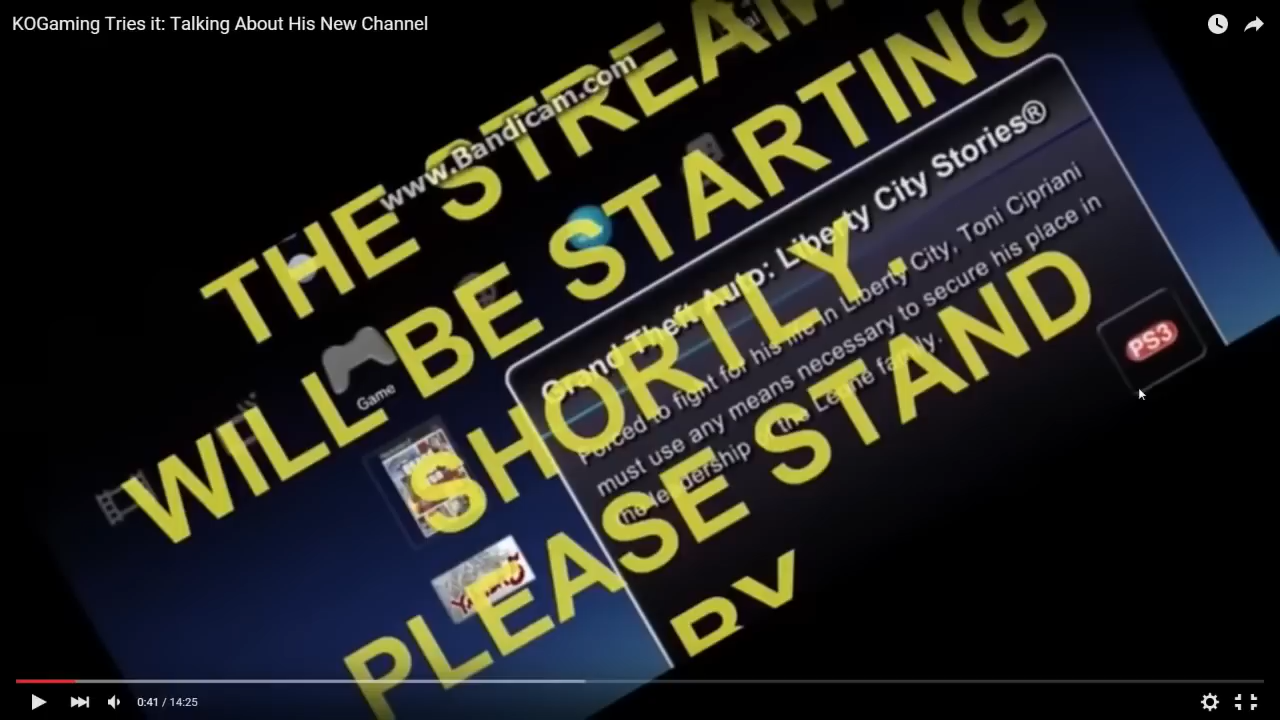 KOGaming Tries it: Talking About His New Channel
www.Bandicam.com
THE STREAM
WILL BE STARTING
SHORTLY.
PLEASE STAND
BY
Grand Theft Auto: Liberty City Stories®
Forced to fight for his life in Liberty City, Toni Cipriani
must use any means necessary to secure his place in
the leadership of the Leone family.
PS3
Game
YAKUZA 5
0:41 / 14:25